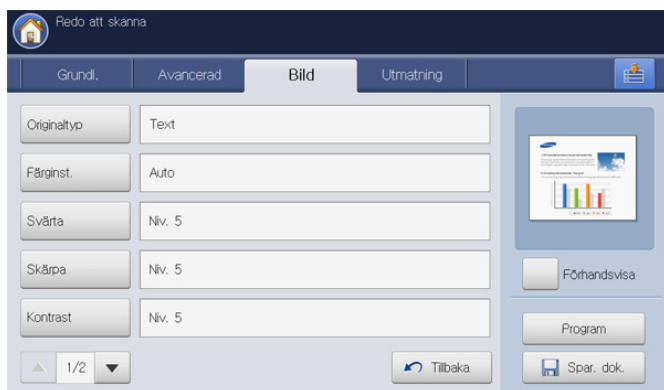 Redo att skanna
Grundl.
Avancerad
Bild
Utmatning
Originaltyp
Text
Färginst.
Auto
Svärta
Niv. 5
Skärpa
Niv. 5
Kontrast
Niv. 5
1/2
Tillbaka
Förhandsvisa
Program
Spar. dok.